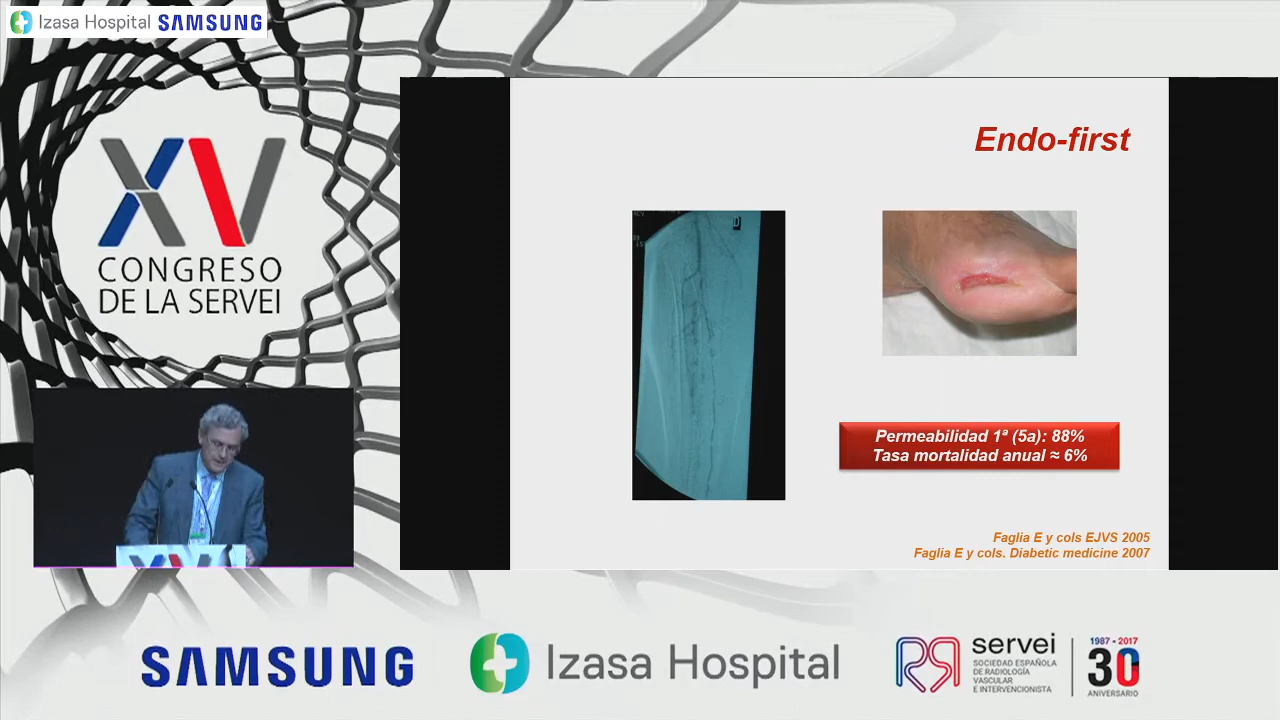 Izasa Hospital SAMSUNG
XV
CONGRESO
DE LA SERVEI
Endo-first
D
Permeabilidad 1ª (5a): 88%
Tasa mortalidad anual ≈ 6%
Faglia E y cols EJVS 2005
Faglia E y cols. Diabetic medicine 2007
XV
SAMSUNG
Izasa Hospital
servei
SOCIEDAD ESPAÑOLA
DE RADIOLOGÍA
VASCULAR
E INTERVENCIONISTA
1987 - 2017
30
ANIVERSARIO